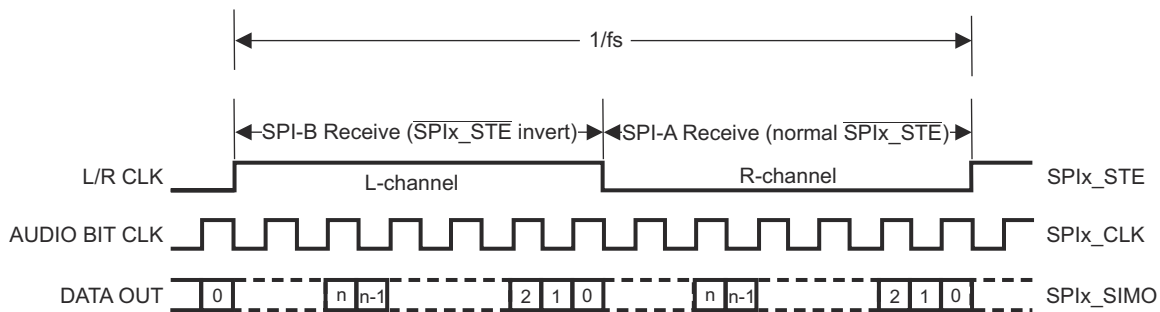 1/fs
SPI-B Receive (SPIx_STE invert) SPI-A Receive (normal SPIx_STE)
L/R CLK L-channel R-channel SPIx_STE
AUDIO BIT CLK SPIx_CLK
DATA OUT 0 n n-1 2 1 0 n n-1 2 1 0 SPIx_SIMO